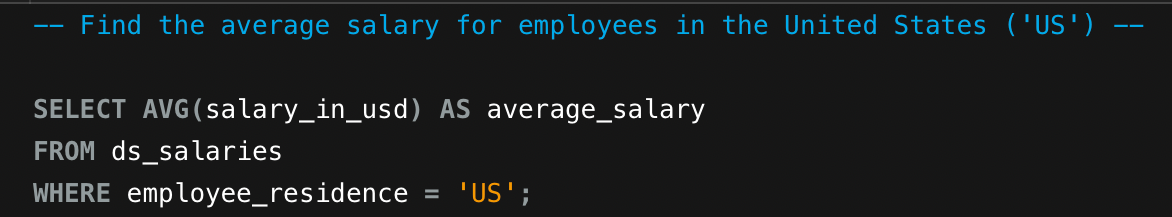 -- Find the average salary for employees in the United States ('US') --
SELECT AVG(salary_in_usd) AS average_salary
FROM ds_salaries
WHERE employee_residence = 'US';